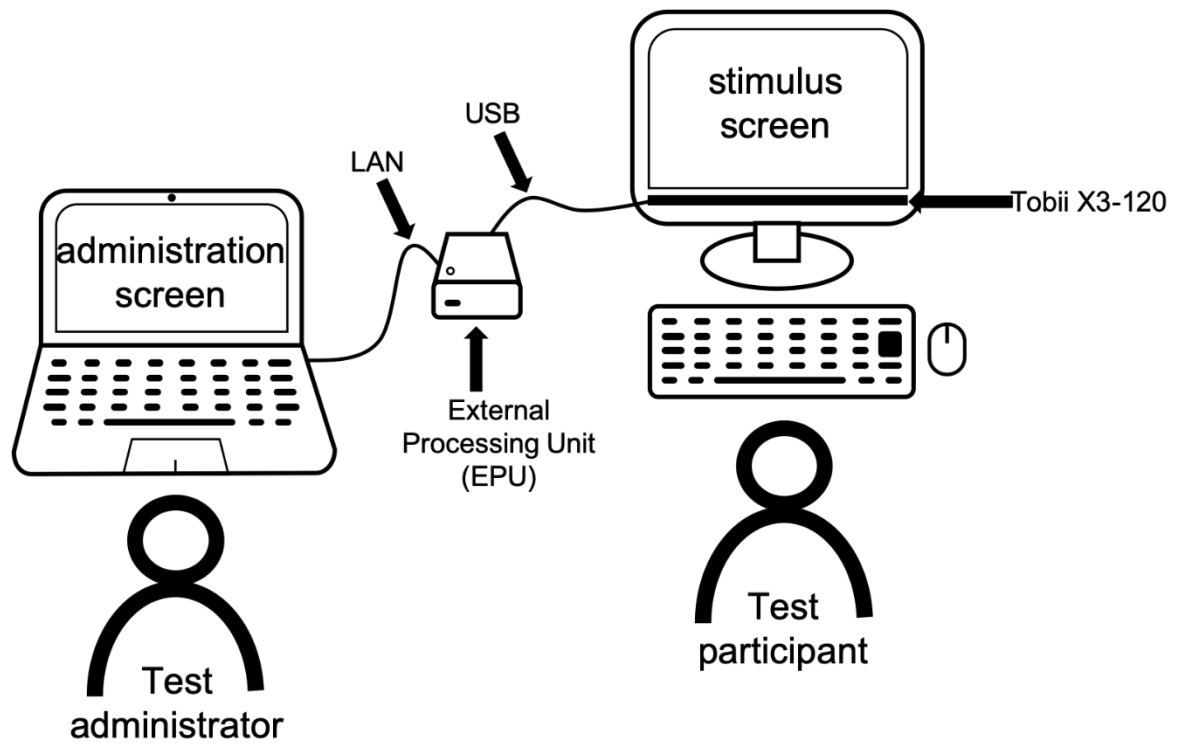 stimulus
screen
USB
LAN
Tobii X3-120
administration
screen
External
Processing Unit
(EPU)
Test
participant
Test
administrator